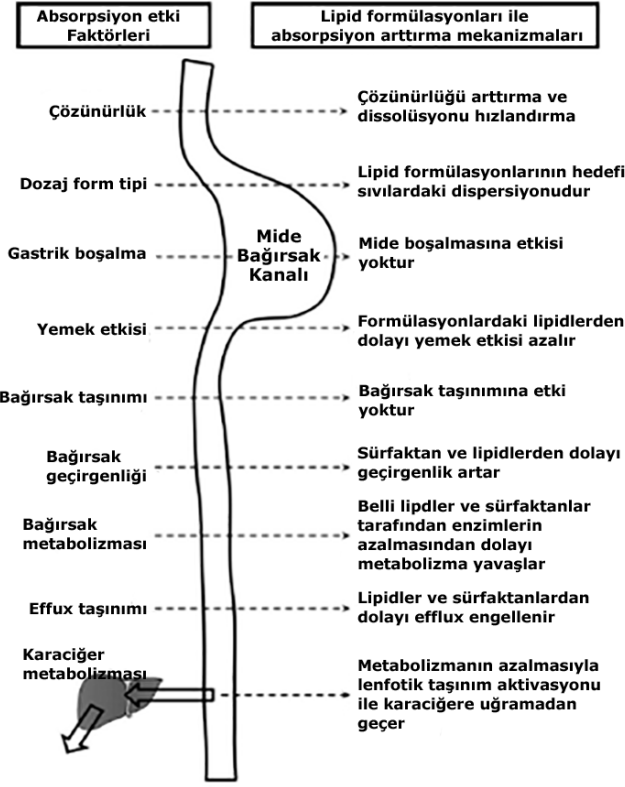 Absorpsiyon etki
Faktörleri
Lipid formülasyonları ile
absorpsiyon arttırma mekanizmaları
Çözünürlük
Çözünürlüğü arttırma ve
dissolüsyonu hızlandırma
Dozaj form tipi
Lipid formülasyonlarının hedefi
sıvılardaki dispersiyonudur
Gastrik boşalma
Mide
Bağırsak
Kanalı
Mide boşalmasına etkisi
yoktur
Yemek etkisi
Formülasyonlardaki lipidlerden
dolayı yemek etkisi azalır
Bağırsak taşınımı
Bağırsak taşınımına etki
yoktur
Bağırsak
geçirgenliği
Sürfaktan ve lipidlerden dolayı
geçirgenlik artar
Bağırsak
metabolizması
Belli lipdler ve sürfaktanlar
tarafından enzimlerin
azalmasından dolayı
metabolizma yavaşlar
Effux taşınımı
Lipidler ve sürfaktanlardan
dolayı efflux engellenir
Karaciğer
metabolizması
Metabolizmanın azalmasıyla
lenfotik taşınım aktivasyonu
ile karaciğere uğramadan
geçer